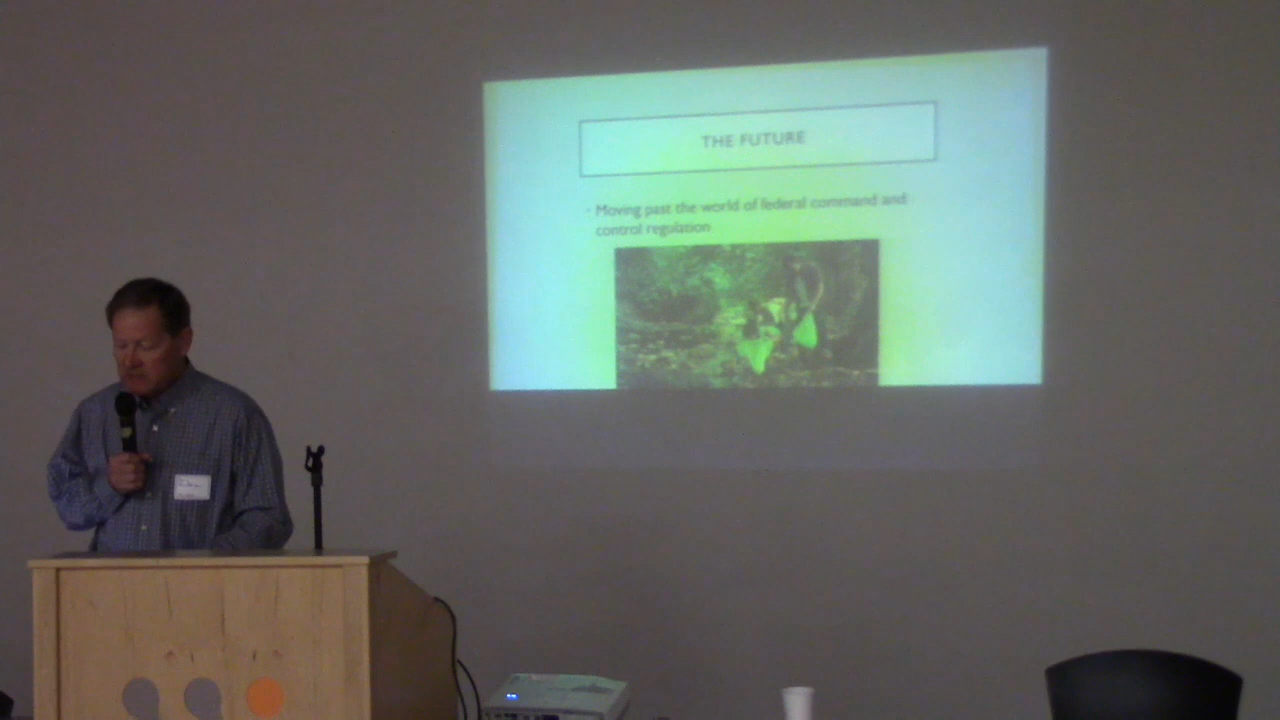 THE FUTURE
· Moving past the world of federal command and
control regulation